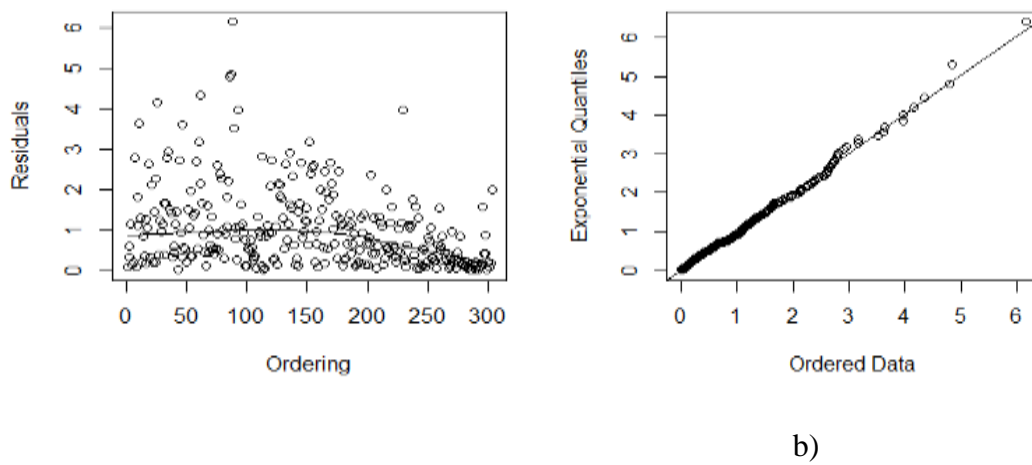 Residuals
0 1 2 3 4 5 6
0 50 100 150 200 250 300
Ordering
Exponential Quantiles
0 1 2 3 4 5 6
0 1 2 3 4 5 6
Ordered Data
b)